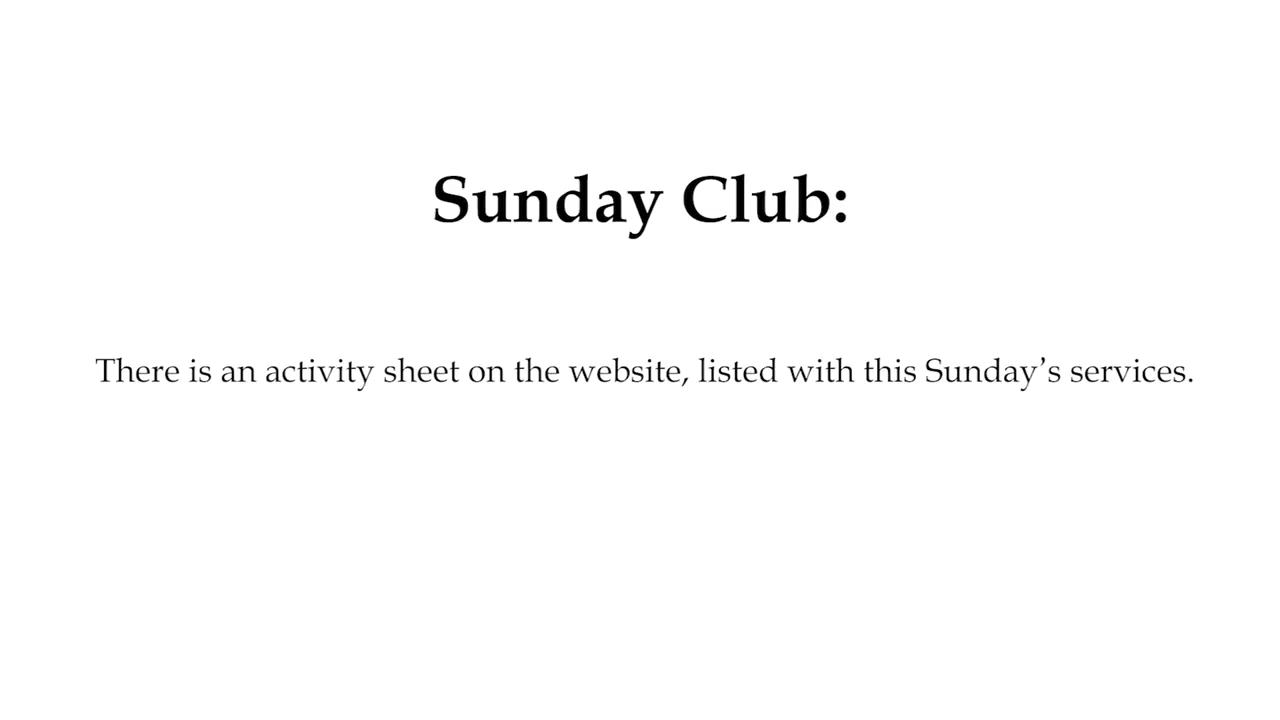 Sunday Club:
There is an activity sheet on the website, listed with this Sunday’s services.